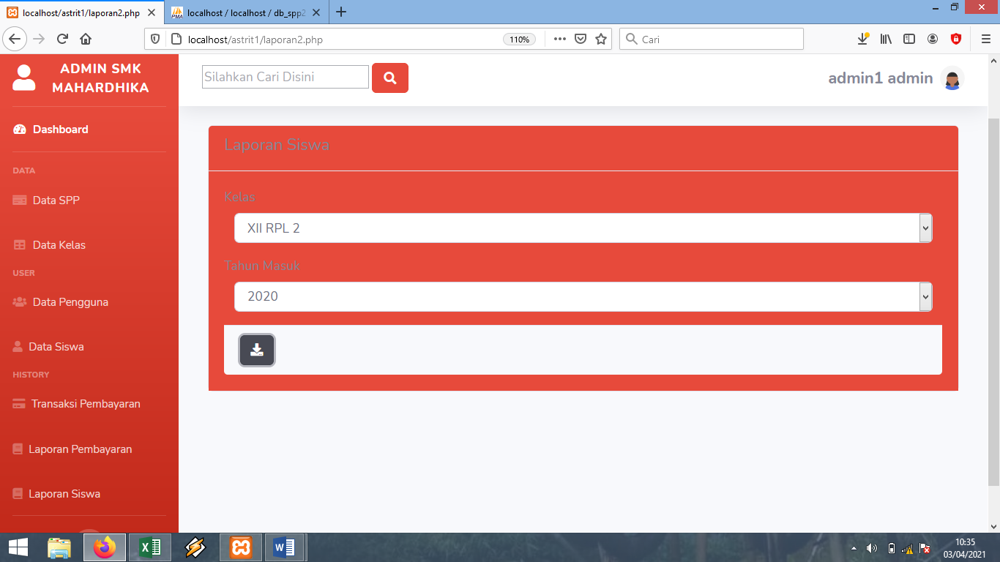 localhost/astrit1/laporan2.php
localhost / localhost / db_spp2
localhost/astrit1/laporan2.php
110%
Cari
ADMIN SMK
MAHARDHIKA
Silahkan Cari Disini
admin1 admin
Dashboard
DATA
Data SPP
Data Kelas
USER
Data Pengguna
Data Siswa
HISTORY
Transaksi Pembayaran
Laporan Pembayaran
Laporan Siswa
Laporan Siswa
Kelas
XII RPL 2
Tahun Masuk
2020
10:35
03/04/2021